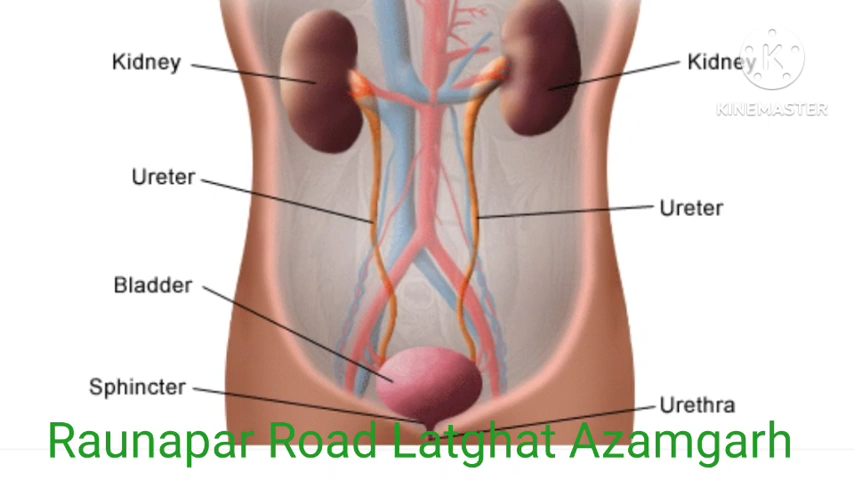 Kidney
Kidney
KINEMASTER
Ureter
Ureter
Bladder
Sphincter
Urethra
Raunapar Road Latghat Azamgarh